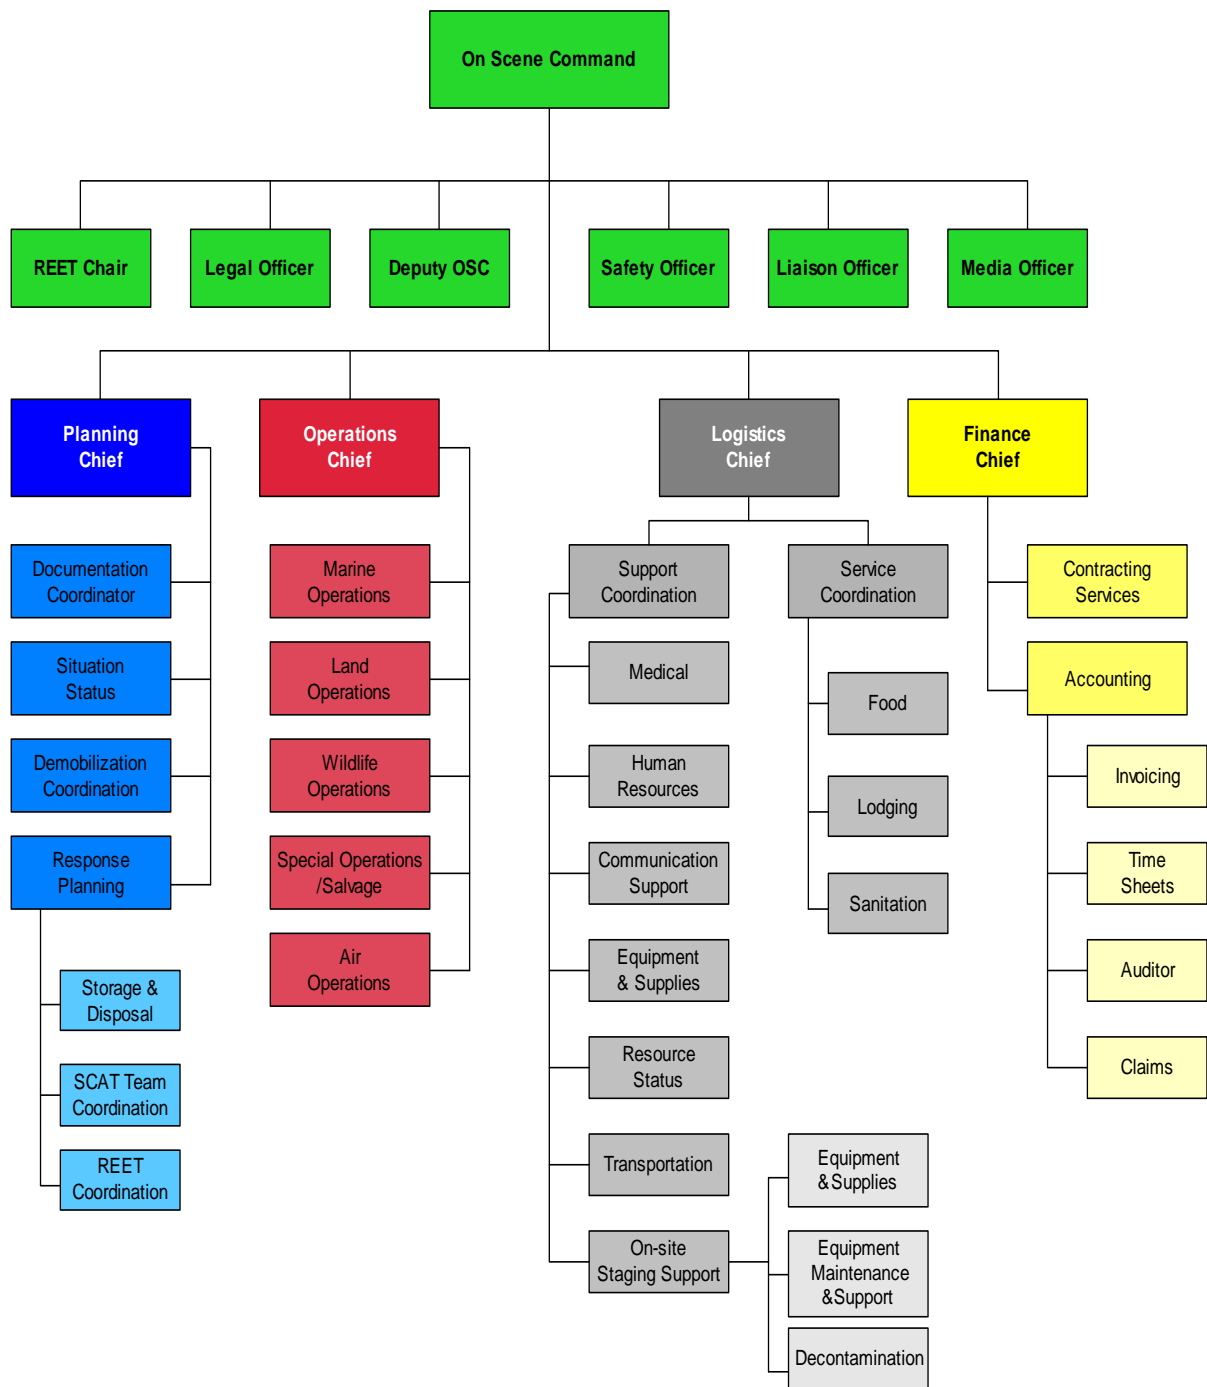 On Scene Command
REET Chair
Legal Officer
Deputy OSC
Safety Officer
Liaison Officer
Media Officer
Planning
Chief
Documentation
Coordinator
Situation
Status
Demobilization
Coordination
Response
Planning
Storage &
Disposal
SCAT Team
Coordination
REET
Coordination
Operations
Chief
Marine
Operations
Land
Operations
Wildlife
Operations
Special Operations
/Salvage
Air
Operations
Logistics
Chief
Support
Coordination
Medical
Human
Resources
Communication
Support
Equipment
& Supplies
Resource
Status
Transportation
On-site
Staging Support
Equipment
&Supplies
Equipment
Maintenance
&Support
Decontamination
Service
Coordination
Food
Lodging
Sanitation
Finance
Chief
Contracting
Services
Accounting
Invoicing
Time
Sheets
Auditor
Claims